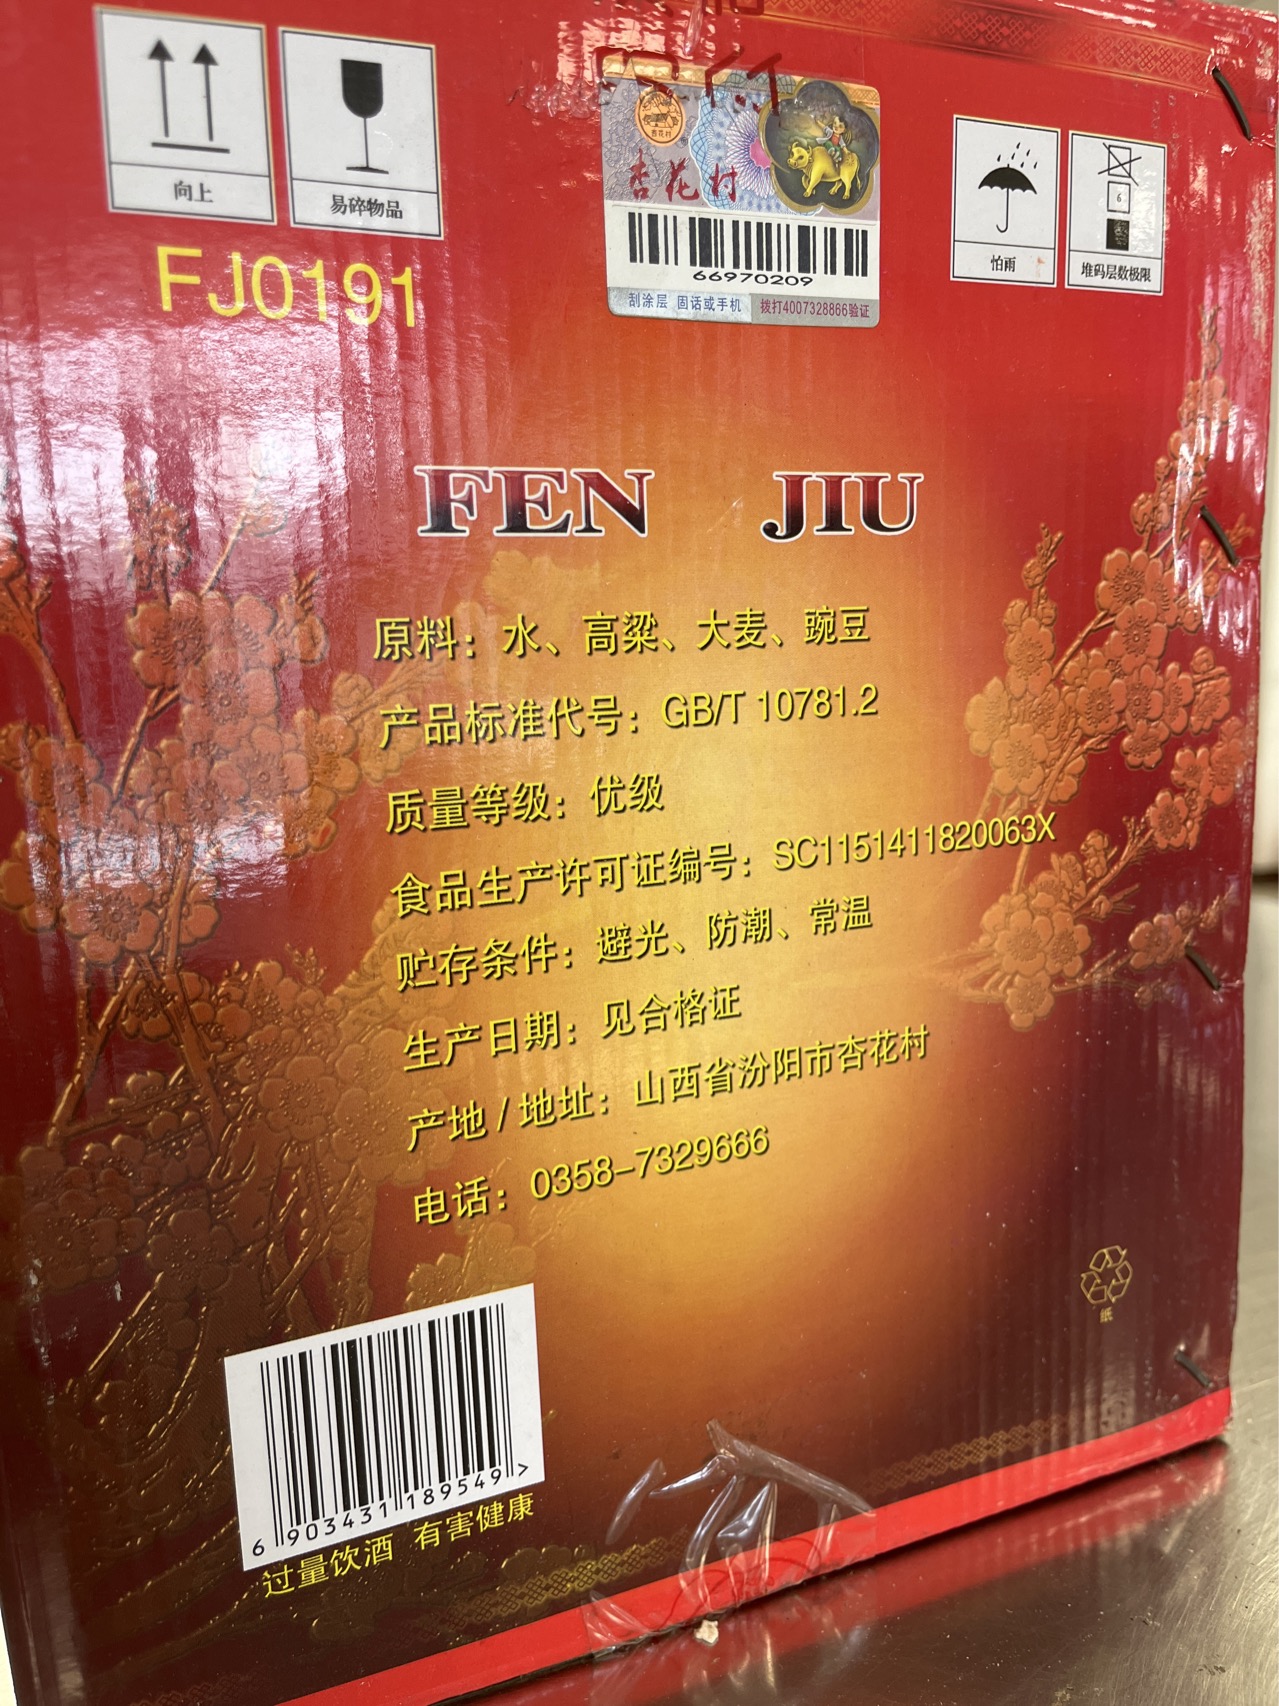 向上
易碎物品
杏花村
杏花村
66970209
刮涂层 固话或手机 拨打4007328866验证
怕雨
6
堆码层数极限
FJ0191
FEN JIU
原料：水、高粱、大麦、豌豆
产品标准代号：GB/T 10781.2
质量等级：优级
食品生产许可证编号：SC1151411820063X
贮存条件：避光、防潮、常温
生产日期：见合格证
产地/地址：山西省汾阳市杏花村
电话：0358-7329666
纸
6 903431 189549 >
过量饮酒 有害健康